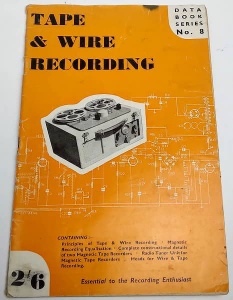 TAPE
& WIRE
RECORDING
DATA
BOOK
SERIES
No. 8
CONTAINING—
Principles of Tape & Wire Recording · Magnetic
Recording Equalisation · Complete constructional details
of two Magnetic Tape Recorders · Radio Tuner Unit for
Magnetic Tape Recorders · Heads for Wire & Tape
Recording.
2/6
Essential to the Recording Enthusiast